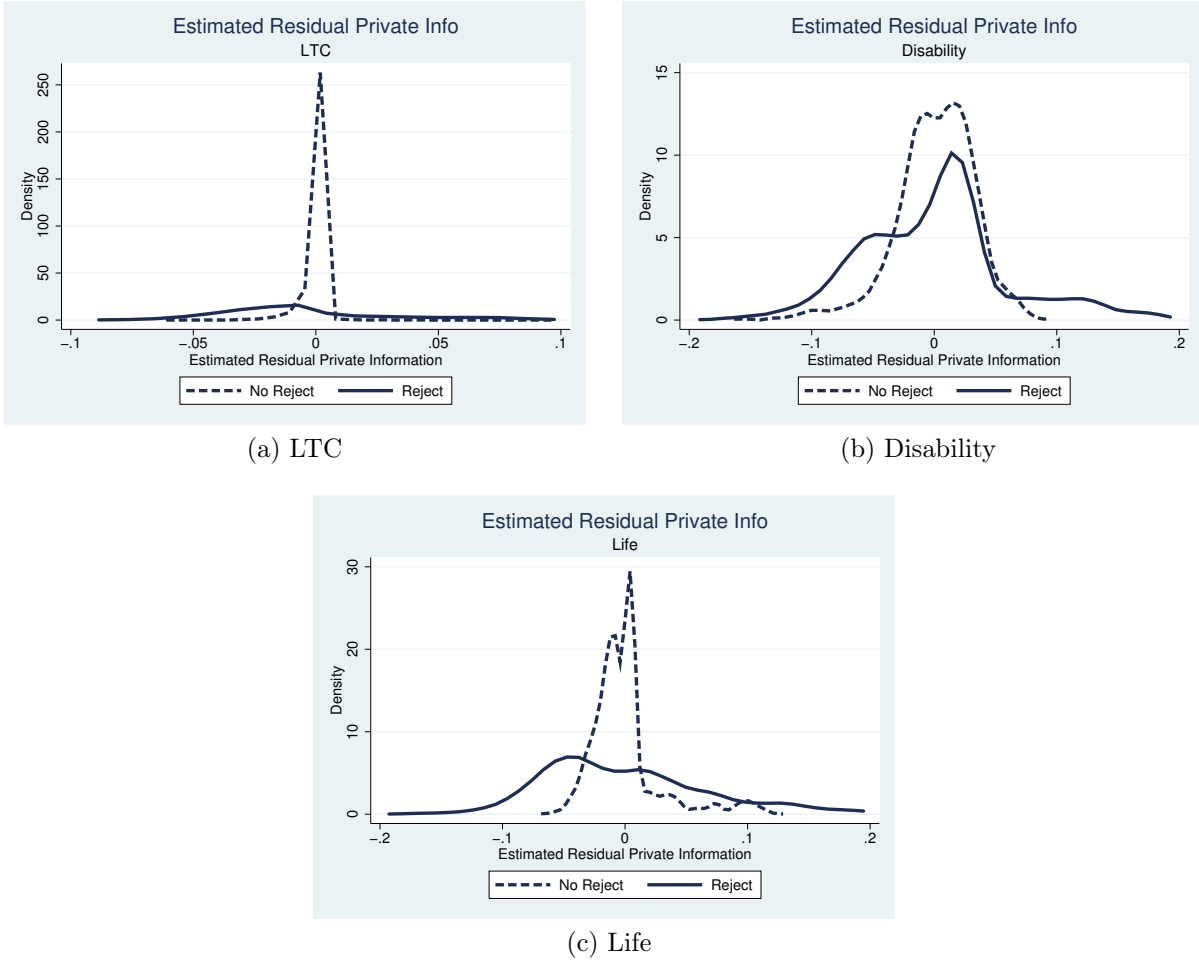 Estimated Residual Private Info
LTC
Density
250
200
150
100
50
0
−.1 −.05 0 .05 .1
Estimated Residual Private Information
No Reject Reject
(a) LTC
Estimated Residual Private Info
Disability
Density
15
10
5
0
−.2 −.1 0 .1 .2
Estimated Residual Private Information
No Reject Reject
(b) Disability
Estimated Residual Private Info
Life
Density
30
20
10
0
−.2 −.1 0 .1 .2
Estimated Residual Private Information
No Reject Reject
(c) Life